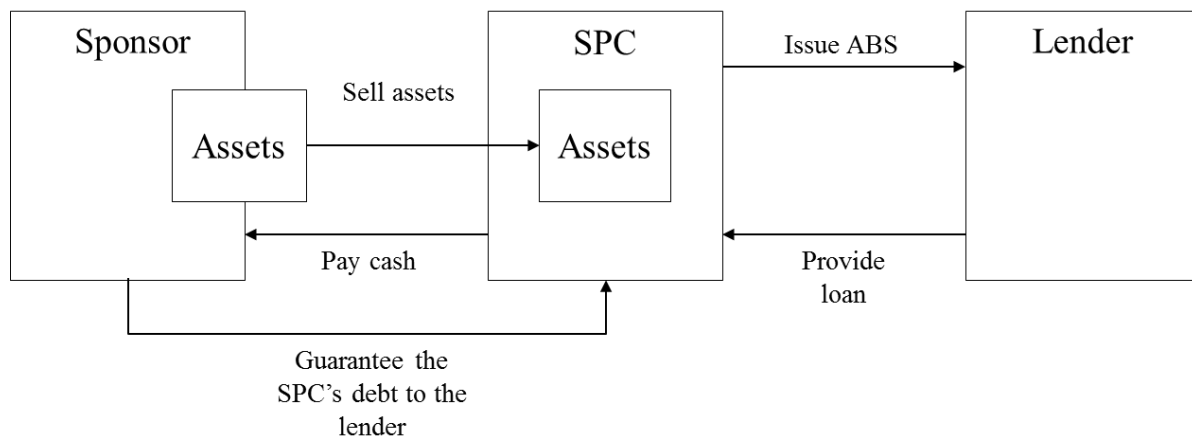 Sponsor
SPC
Lender
Issue ABS
Sell assets
Assets
Assets
Pay cash
Provide
loan
Guarantee the
SPC’s debt to the
lender